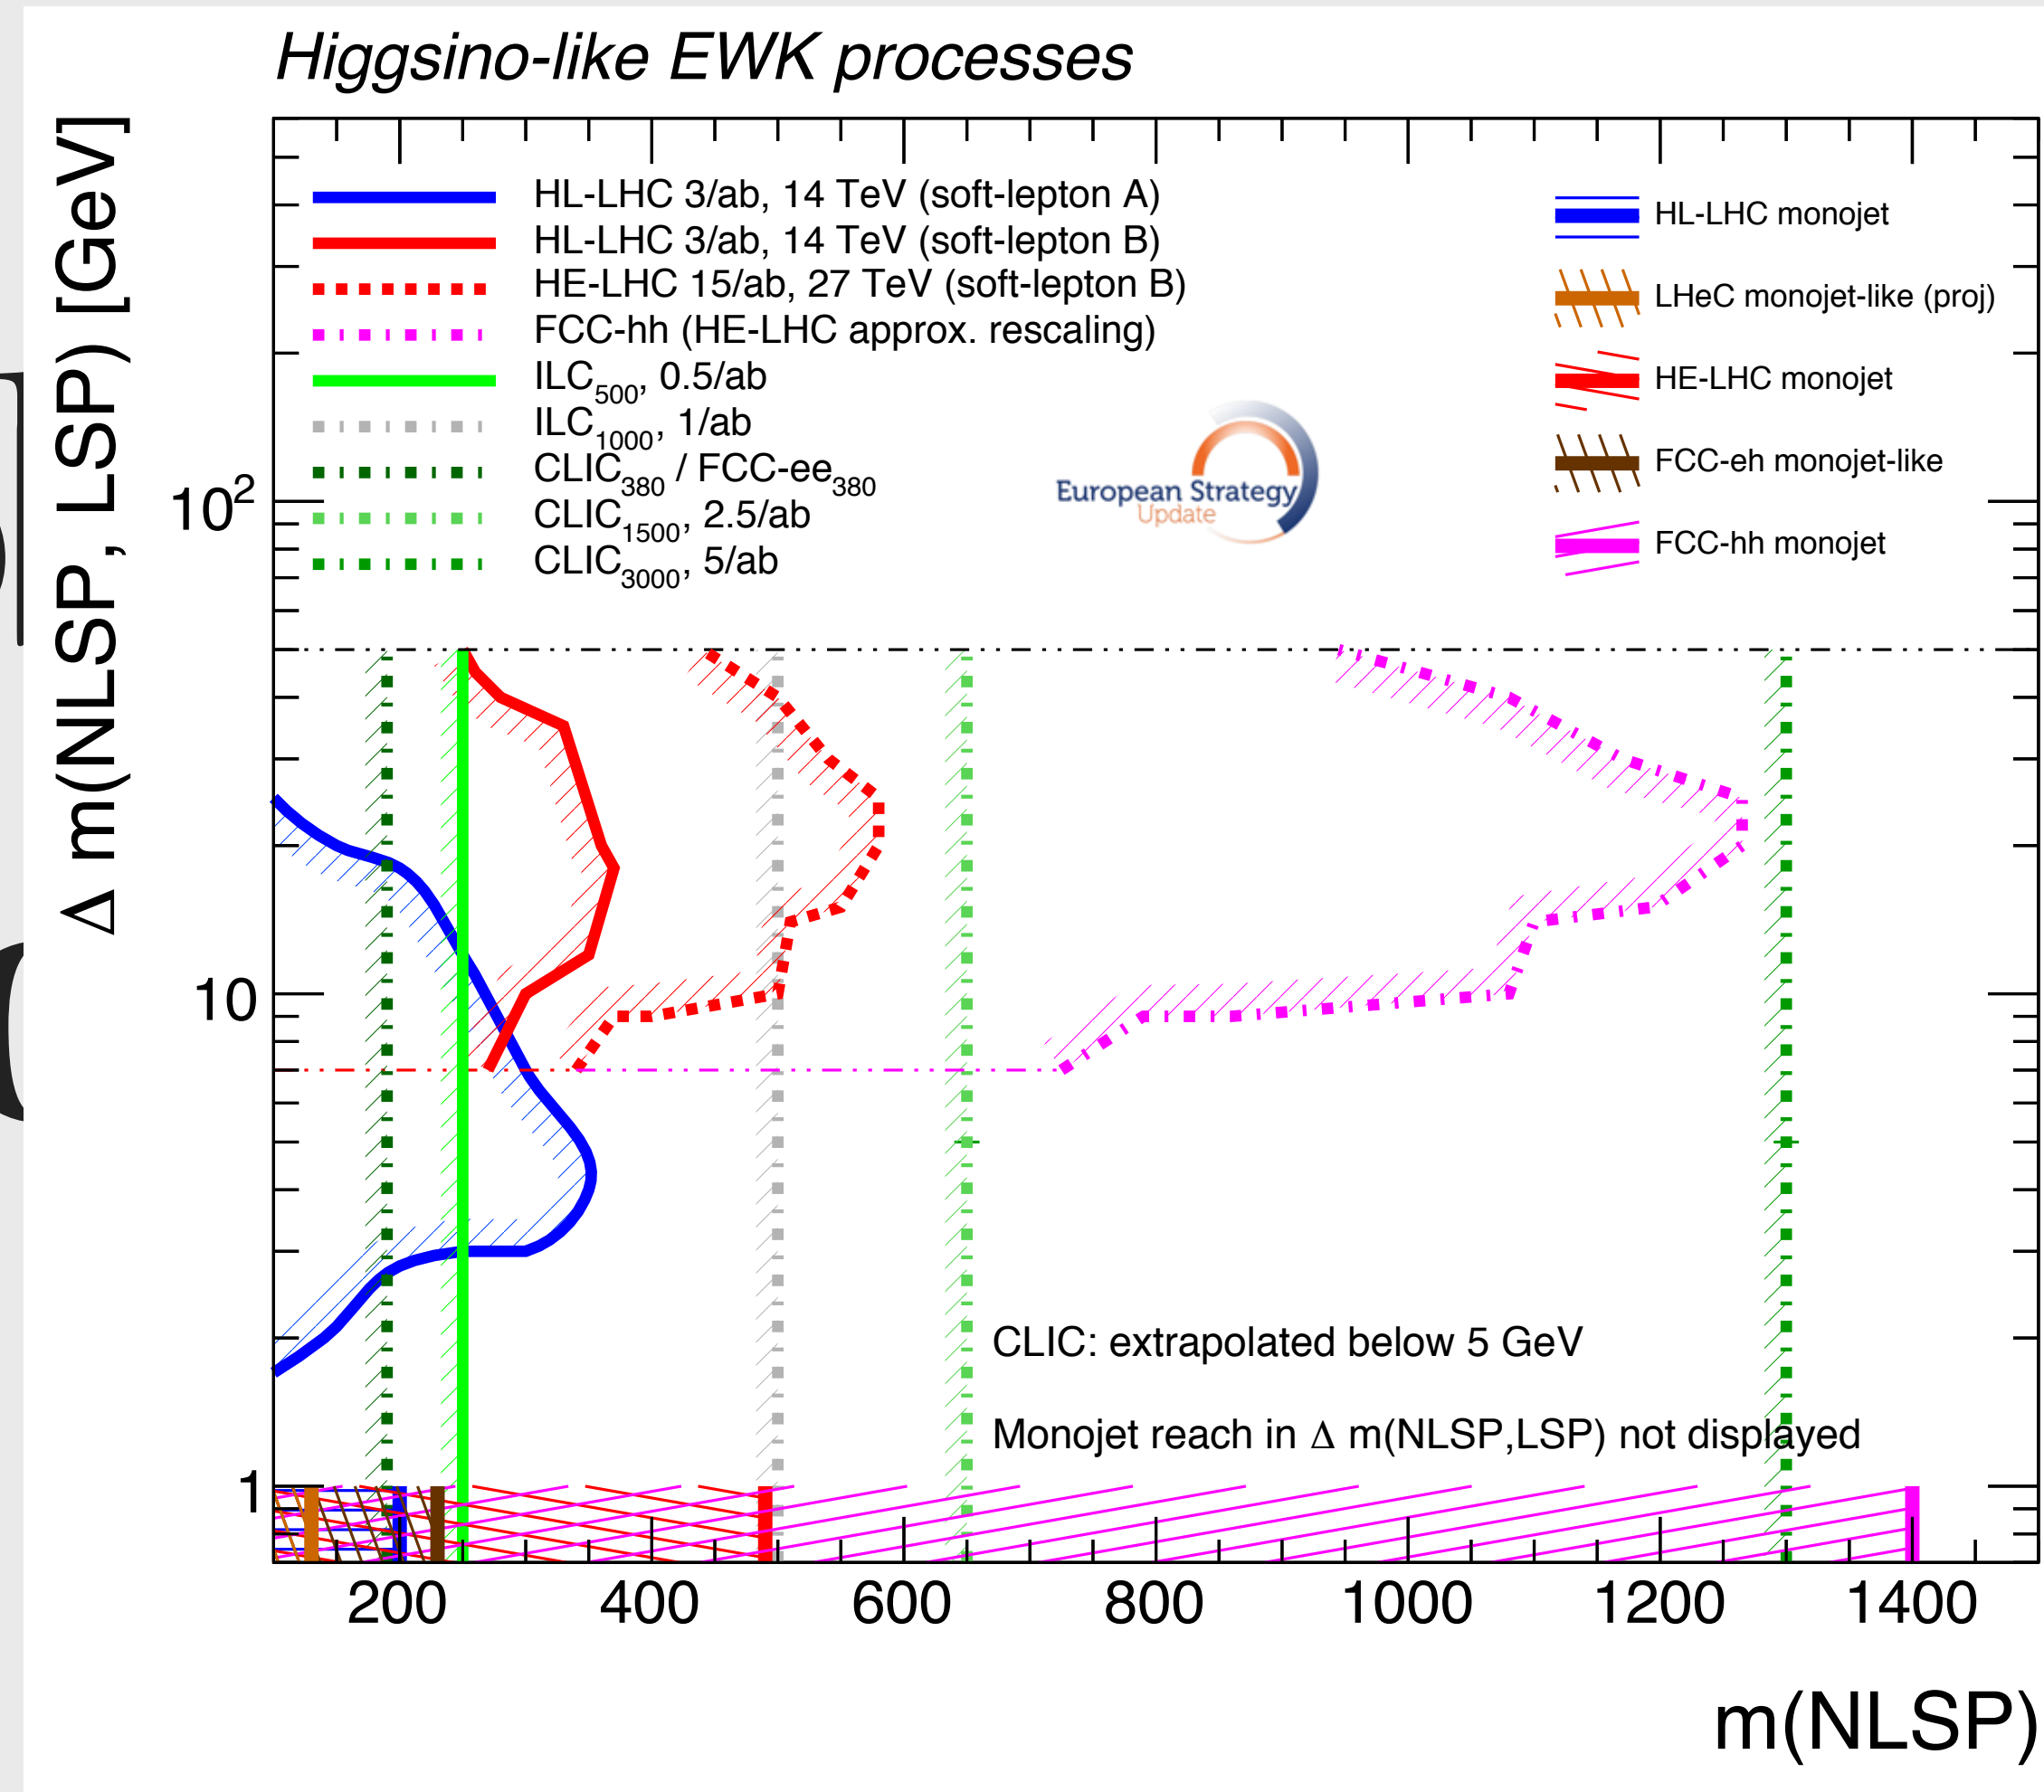 Higgsino-like EWK processes
Δ m(NLSP, LSP) [GeV]
HL-LHC 3/ab, 14 TeV (soft-lepton A)
HL-LHC 3/ab, 14 TeV (soft-lepton B)
HE-LHC 15/ab, 27 TeV (soft-lepton B)
FCC-hh (HE-LHC approx. rescaling)
ILC500, 0.5/ab
ILC1000, 1/ab
CLIC380 / FCC-ee380
CLIC1500, 2.5/ab
CLIC3000, 5/ab
European Strategy
Update
HL-LHC monojet
LHeC monojet-like (proj)
HE-LHC monojet
FCC-eh monojet-like
FCC-hh monojet
10²
10
1
CLIC: extrapolated below 5 GeV
Monojet reach in Δ m(NLSP,LSP) not displayed
200 400 600 800 1000 1200 1400
m(NLSP)